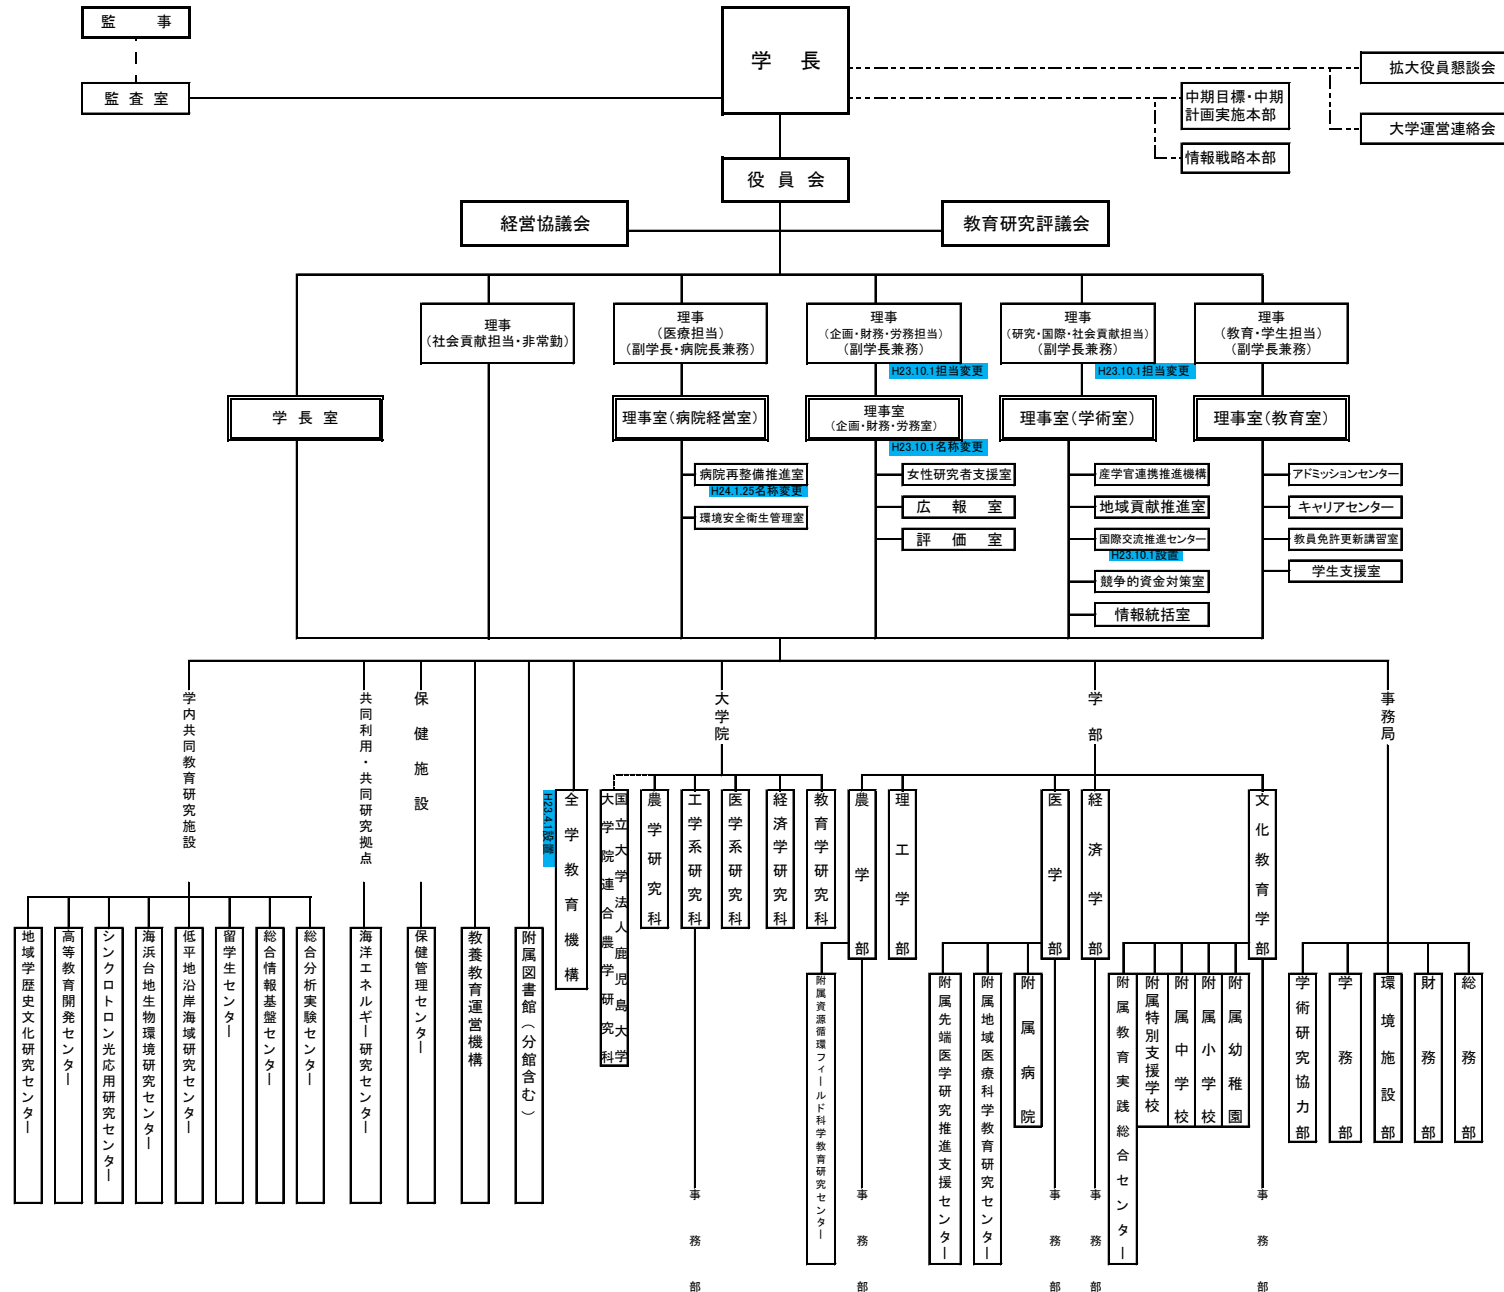 監　事
監査室
学　長
拡大役員懇談会
大学運営連絡会
中期目標・中期
計画実施本部
情報戦略本部
役員会
経営協議会
教育研究評議会
理事
(社会貢献担当・非常勤)
理事
(医療担当)
(副学長・病院長兼務)
理事
(企画・財務・労務担当)
(副学長兼務)
H23.10.1担当変更
理事
(研究・国際・社会貢献担当)
(副学長兼務)
H23.10.1担当変更
理事
(教育・学生担当)
(副学長兼務)
学長室
理事室(病院経営室)
理事室
(企画・財務・労務室)
H23.10.1名称変更
理事室(学術室)
理事室(教育室)
病院再整備推進室
H24.1.25名称変更
環境安全衛生管理室
女性研究者支援室
広報室
評価室
産学官連携推進機構
地域貢献推進室
国際交流推進センター
H23.10.1設置
競争的資金対策室
情報統括室
アドミッションセンター
キャリアセンター
教員免許更新講習室
学生支援室
学内共同教育研究施設
共同利用・共同研究拠点
保健施設
大学院
学部
事務局
地域学歴史文化研究センター
高等教育開発センター
シンクロトロン光応用研究センター
海浜台地生物環境研究センター
低平地沿岸海域研究センター
留学生センター
総合情報基盤センター
総合分析実験センター
海洋エネルギー研究センター
保健管理センター
教養教育運営機構
附属図書館(分館含む)
H23.4.1設置
全学教育機構
国立大学法人鹿児島大学
大学院連合農学研究科
農学研究科
工学系研究科
医学系研究科
経済学研究科
教育学研究科
事務部
農学部
附属資源循環フィールド科学教育研究センター
事務部
理工学部
医学部
附属先端医学研究推進支援センター
附属地域医療科学教育研究センター
附属病院
事務部
経済学部
事務部
文化教育学部
附属教育実践総合センター
附属特別支援学校
附属中学校
附属小学校
附属幼稚園
事務部
学術研究協力部
学務部
環境施設部
財務部
総務部